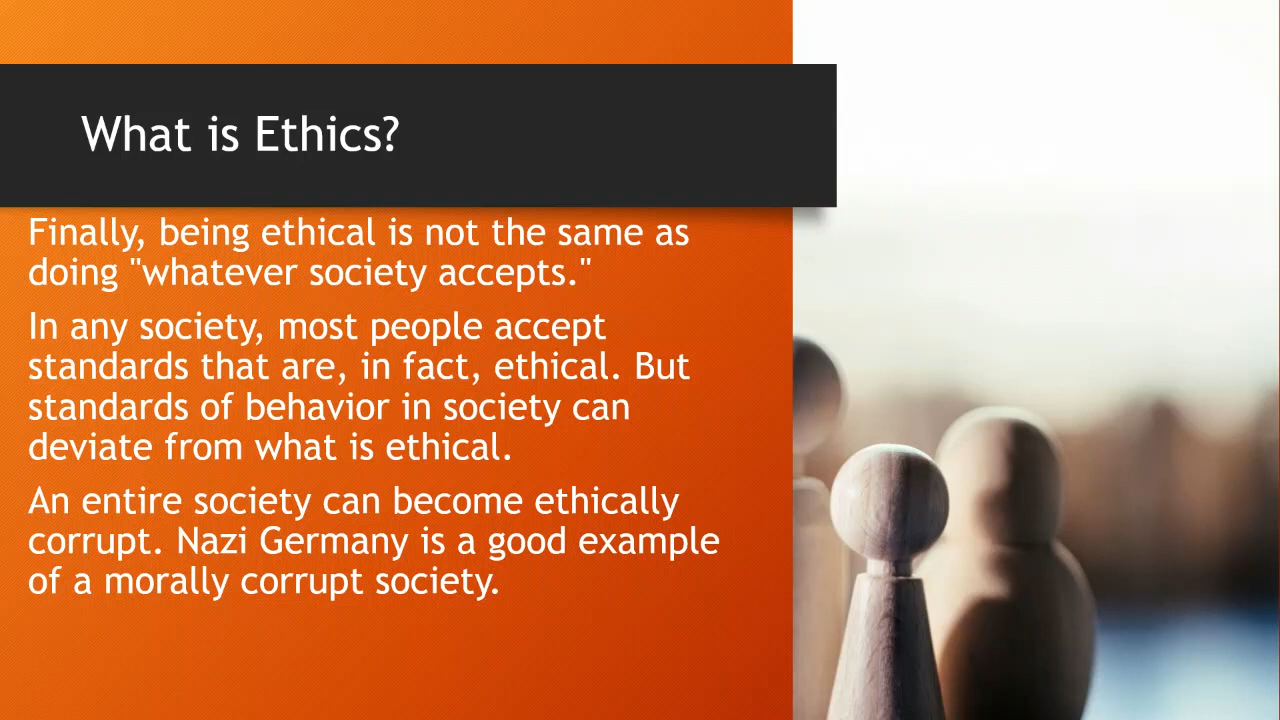 What is Ethics?
Finally, being ethical is not the same as
doing "whatever society accepts."
In any society, most people accept
standards that are, in fact, ethical. But
standards of behavior in society can
deviate from what is ethical.
An entire society can become ethically
corrupt. Nazi Germany is a good example
of a morally corrupt society.